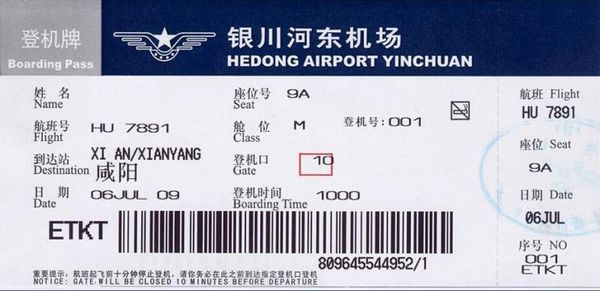 登机牌
Boarding Pass
银川河东机场
HEDONG AIRPORT YINCHUAN
姓名
Name
座位号 9A
Seat
航班号 HU 7891
Flight
舱位 M
Class
登机号:001
到达站 XI AN/XIANYANG
Destination 咸阳
登机口 10
Gate
日期 06JUL 09
Date
登机时间 1000
Boarding Time
ETKT
809645544952/1
重要提示：航班起飞前十分钟停止登机，请你务必在此之前到达指定登机口登机
NOTICE: GATE WILL BE CLOSED 10 MINUTES BEFORE DEPARTURE
航班 Flight
HU 7891
座位 Seat
9A
日期 Date
06JUL
序号 NO
001
ETKT